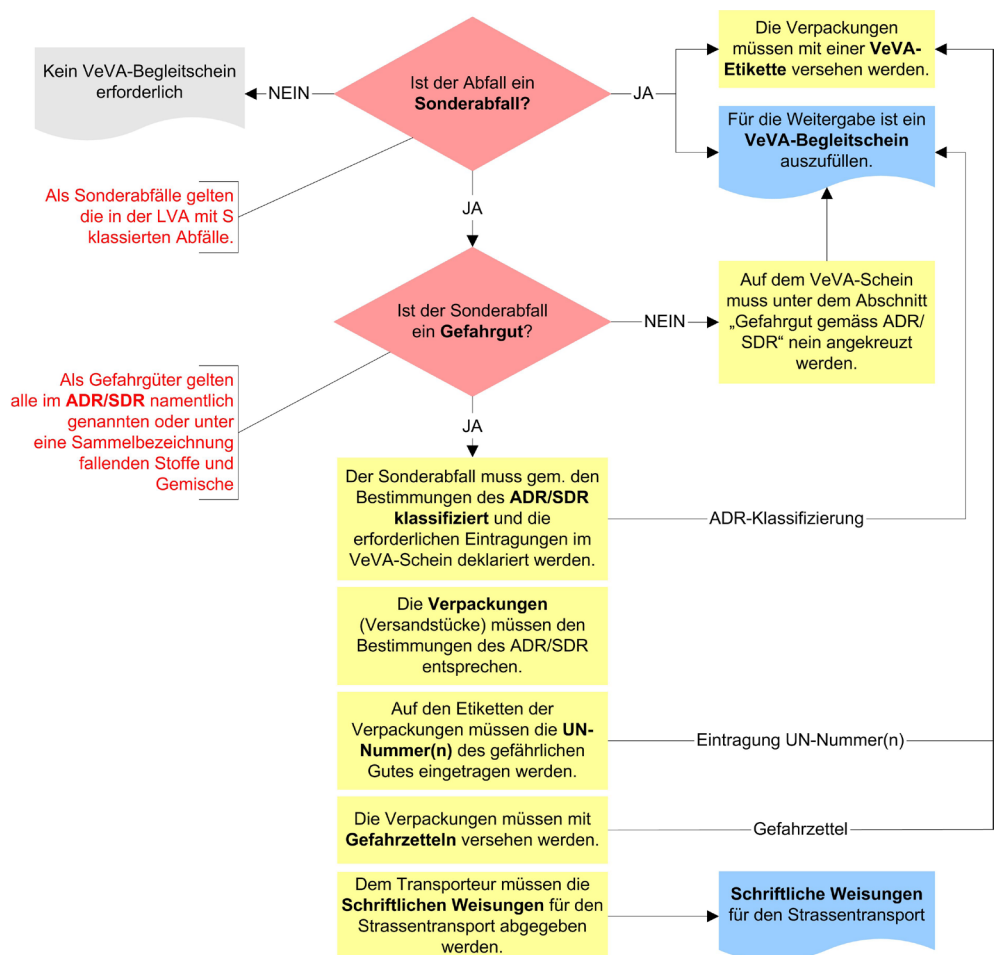 Kein VeVA-Begleitschein
erforderlich
NEIN
Ist der Abfall ein
Sonderabfall?
JA
Die Verpackungen
müssen mit einer VeVA-
Etikette versehen werden.
Für die Weitergabe ist ein
VeVA-Begleitschein
auszufüllen.
Als Sonderabfälle gelten
die in der LVA mit S
klassierten Abfälle.
JA
Ist der Sonderabfall
ein Gefahrgut?
NEIN
Auf dem VeVA-Schein
muss unter dem Abschnitt
„Gefahrgut gemäss ADR/
SDR“ nein angekreuzt
werden.
Als Gefahrgüter gelten
alle im ADR/SDR namentlich
genannten oder unter
eine Sammelbezeichnung
fallenden Stoffe und
Gemische
JA
Der Sonderabfall muss gem. den
Bestimmungen des ADR/SDR
klassifiziert und die
erforderlichen Eintragungen im
VeVA-Schein deklariert werden.
ADR-Klassifizierung
Die Verpackungen
(Versandstücke) müssen den
Bestimmungen des ADR/SDR
entsprechen.
Auf den Etiketten der
Verpackungen müssen die UN-
Nummer(n) des gefährlichen
Gutes eingetragen werden.
Eintragung UN-Nummer(n)
Die Verpackungen müssen mit
Gefahrzetteln versehen werden.
Gefahrzettel
Dem Transporteur müssen die
Schriftlichen Weisungen für den
Strassentransport abgegeben
werden.
Schriftliche Weisungen
für den Strassentransport